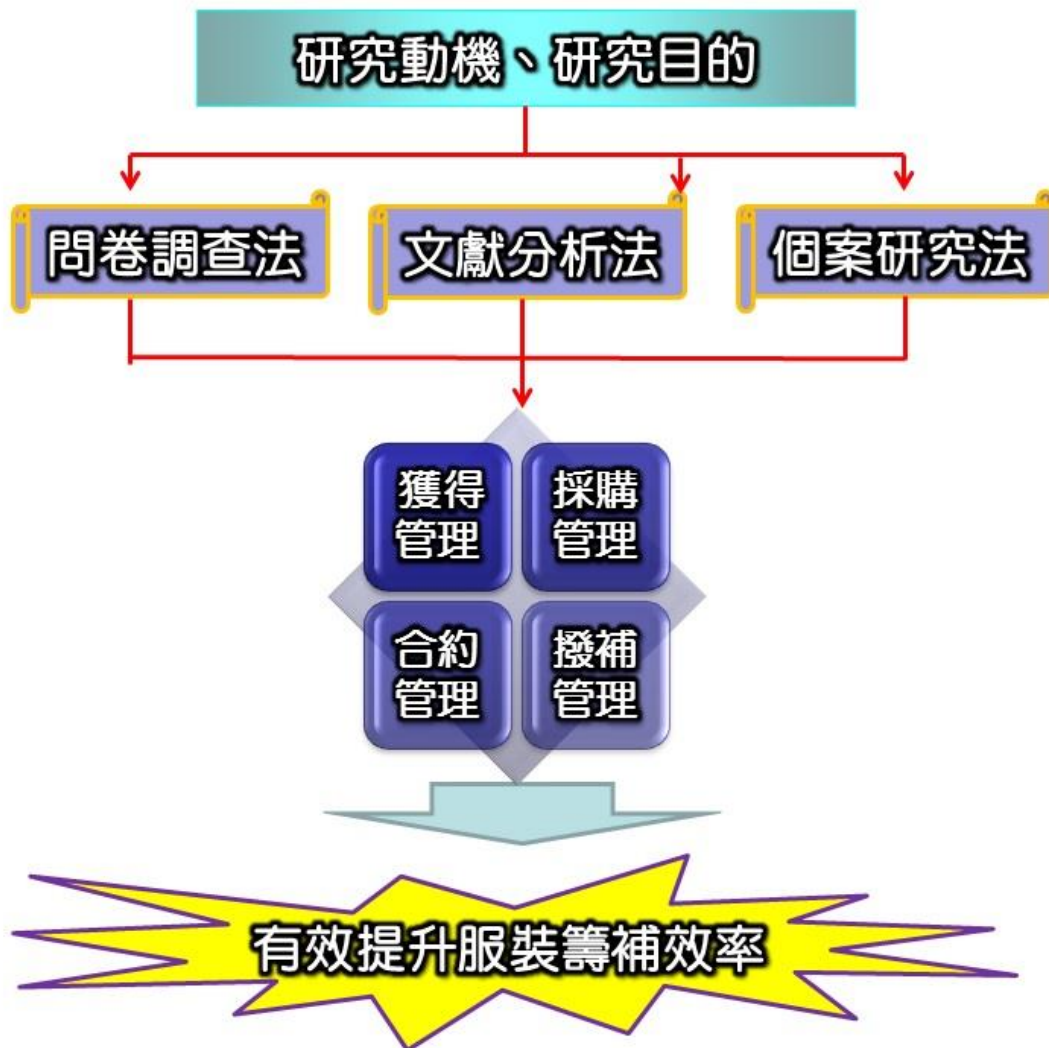 研究動機、研究目的
問卷調查法
文獻分析法
個案研究法
獲得
管理
採購
管理
合約
管理
撥補
管理
有效提升服裝籌補效率